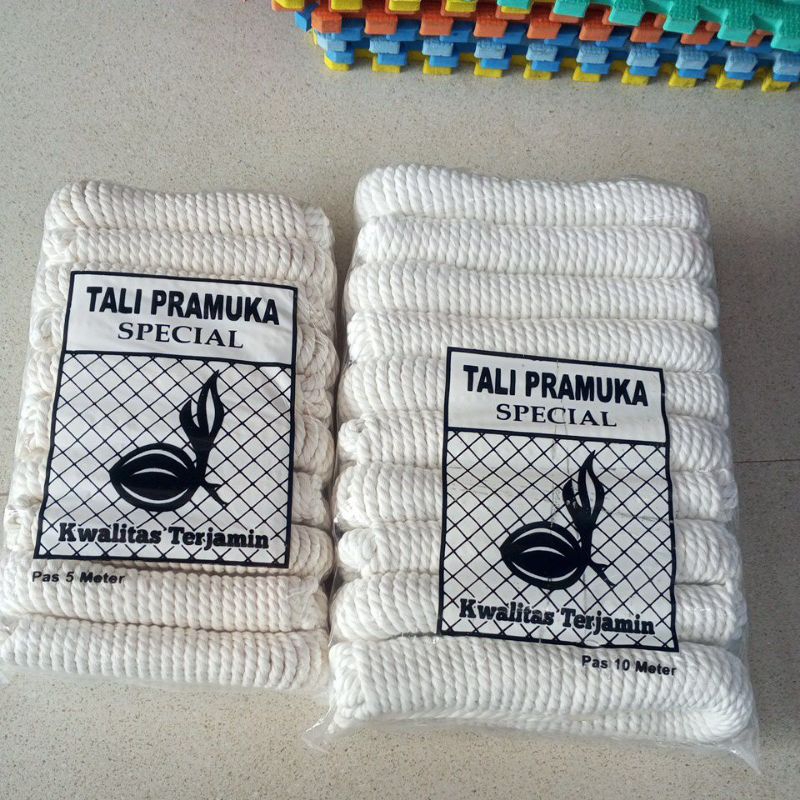 TALI PRAMUKA
SPECIAL
Kwalitas Terjamin
Pas 5 Meter
TALI PRAMUKA
SPECIAL
Kwalitas Terjamin
Pas 10 Meter